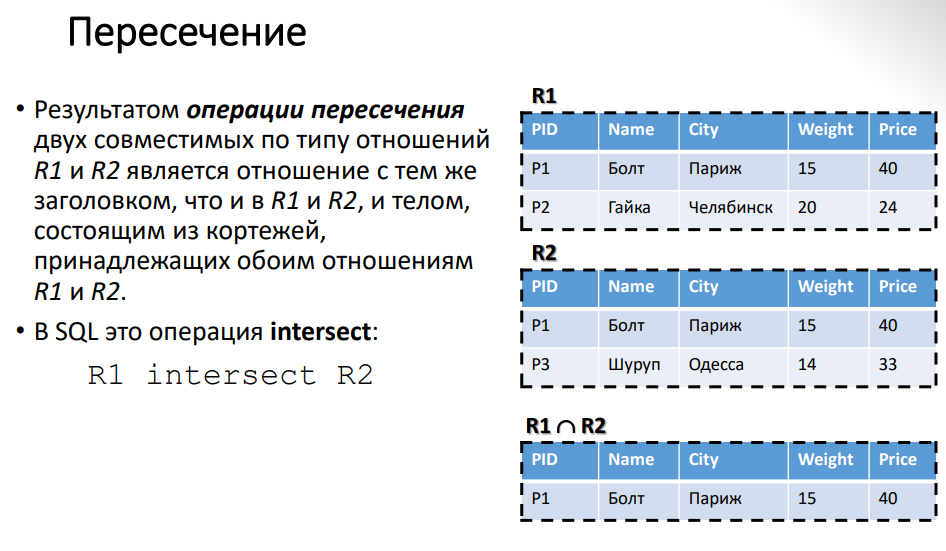 Пересечение
• Результатом операции пересечения
двух совместимых по типу отношений
R1 и R2 является отношение с тем же
заголовком, что и в R1 и R2, и телом,
состоящим из кортежей,
принадлежащих обоим отношениям
R1 и R2.
• В SQL это операция intersect:
R1 intersect R2
R1
PID Name City Weight Price
P1 Болт Париж 15 40
P2 Гайка Челябинск 20 24
R2
PID Name City Weight Price
P1 Болт Париж 15 40
P3 Шуруп Одесса 14 33
R1 ∩ R2
PID Name City Weight Price
P1 Болт Париж 15 40